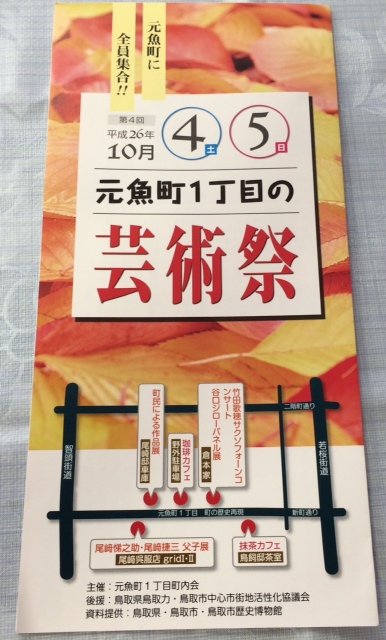 元魚町に
全員集合!!
第4回
平成26年
10月
4土
5日
元魚町1丁目の
芸術祭
二階町通り
智頭街道
若桜街道
町民による作品展
尾崎邸車庫
珈琲カフェ
野外駐車場
竹田歌穂サクソフォーンコンサート
谷口ジローパネル展
倉本家
元魚町1丁目 町の歴史再現
新町通り
尾崎悌之助・尾崎捷三 父子展
尾崎呉服店 gridⅠ・Ⅱ
抹茶カフェ
鳥飼邸茶室
主催:元魚町1丁目町内会
後援:鳥取県鳥取力・鳥取市中心市街地活性化協議会
資料提供:鳥取県・鳥取市・鳥取市歴史博物館